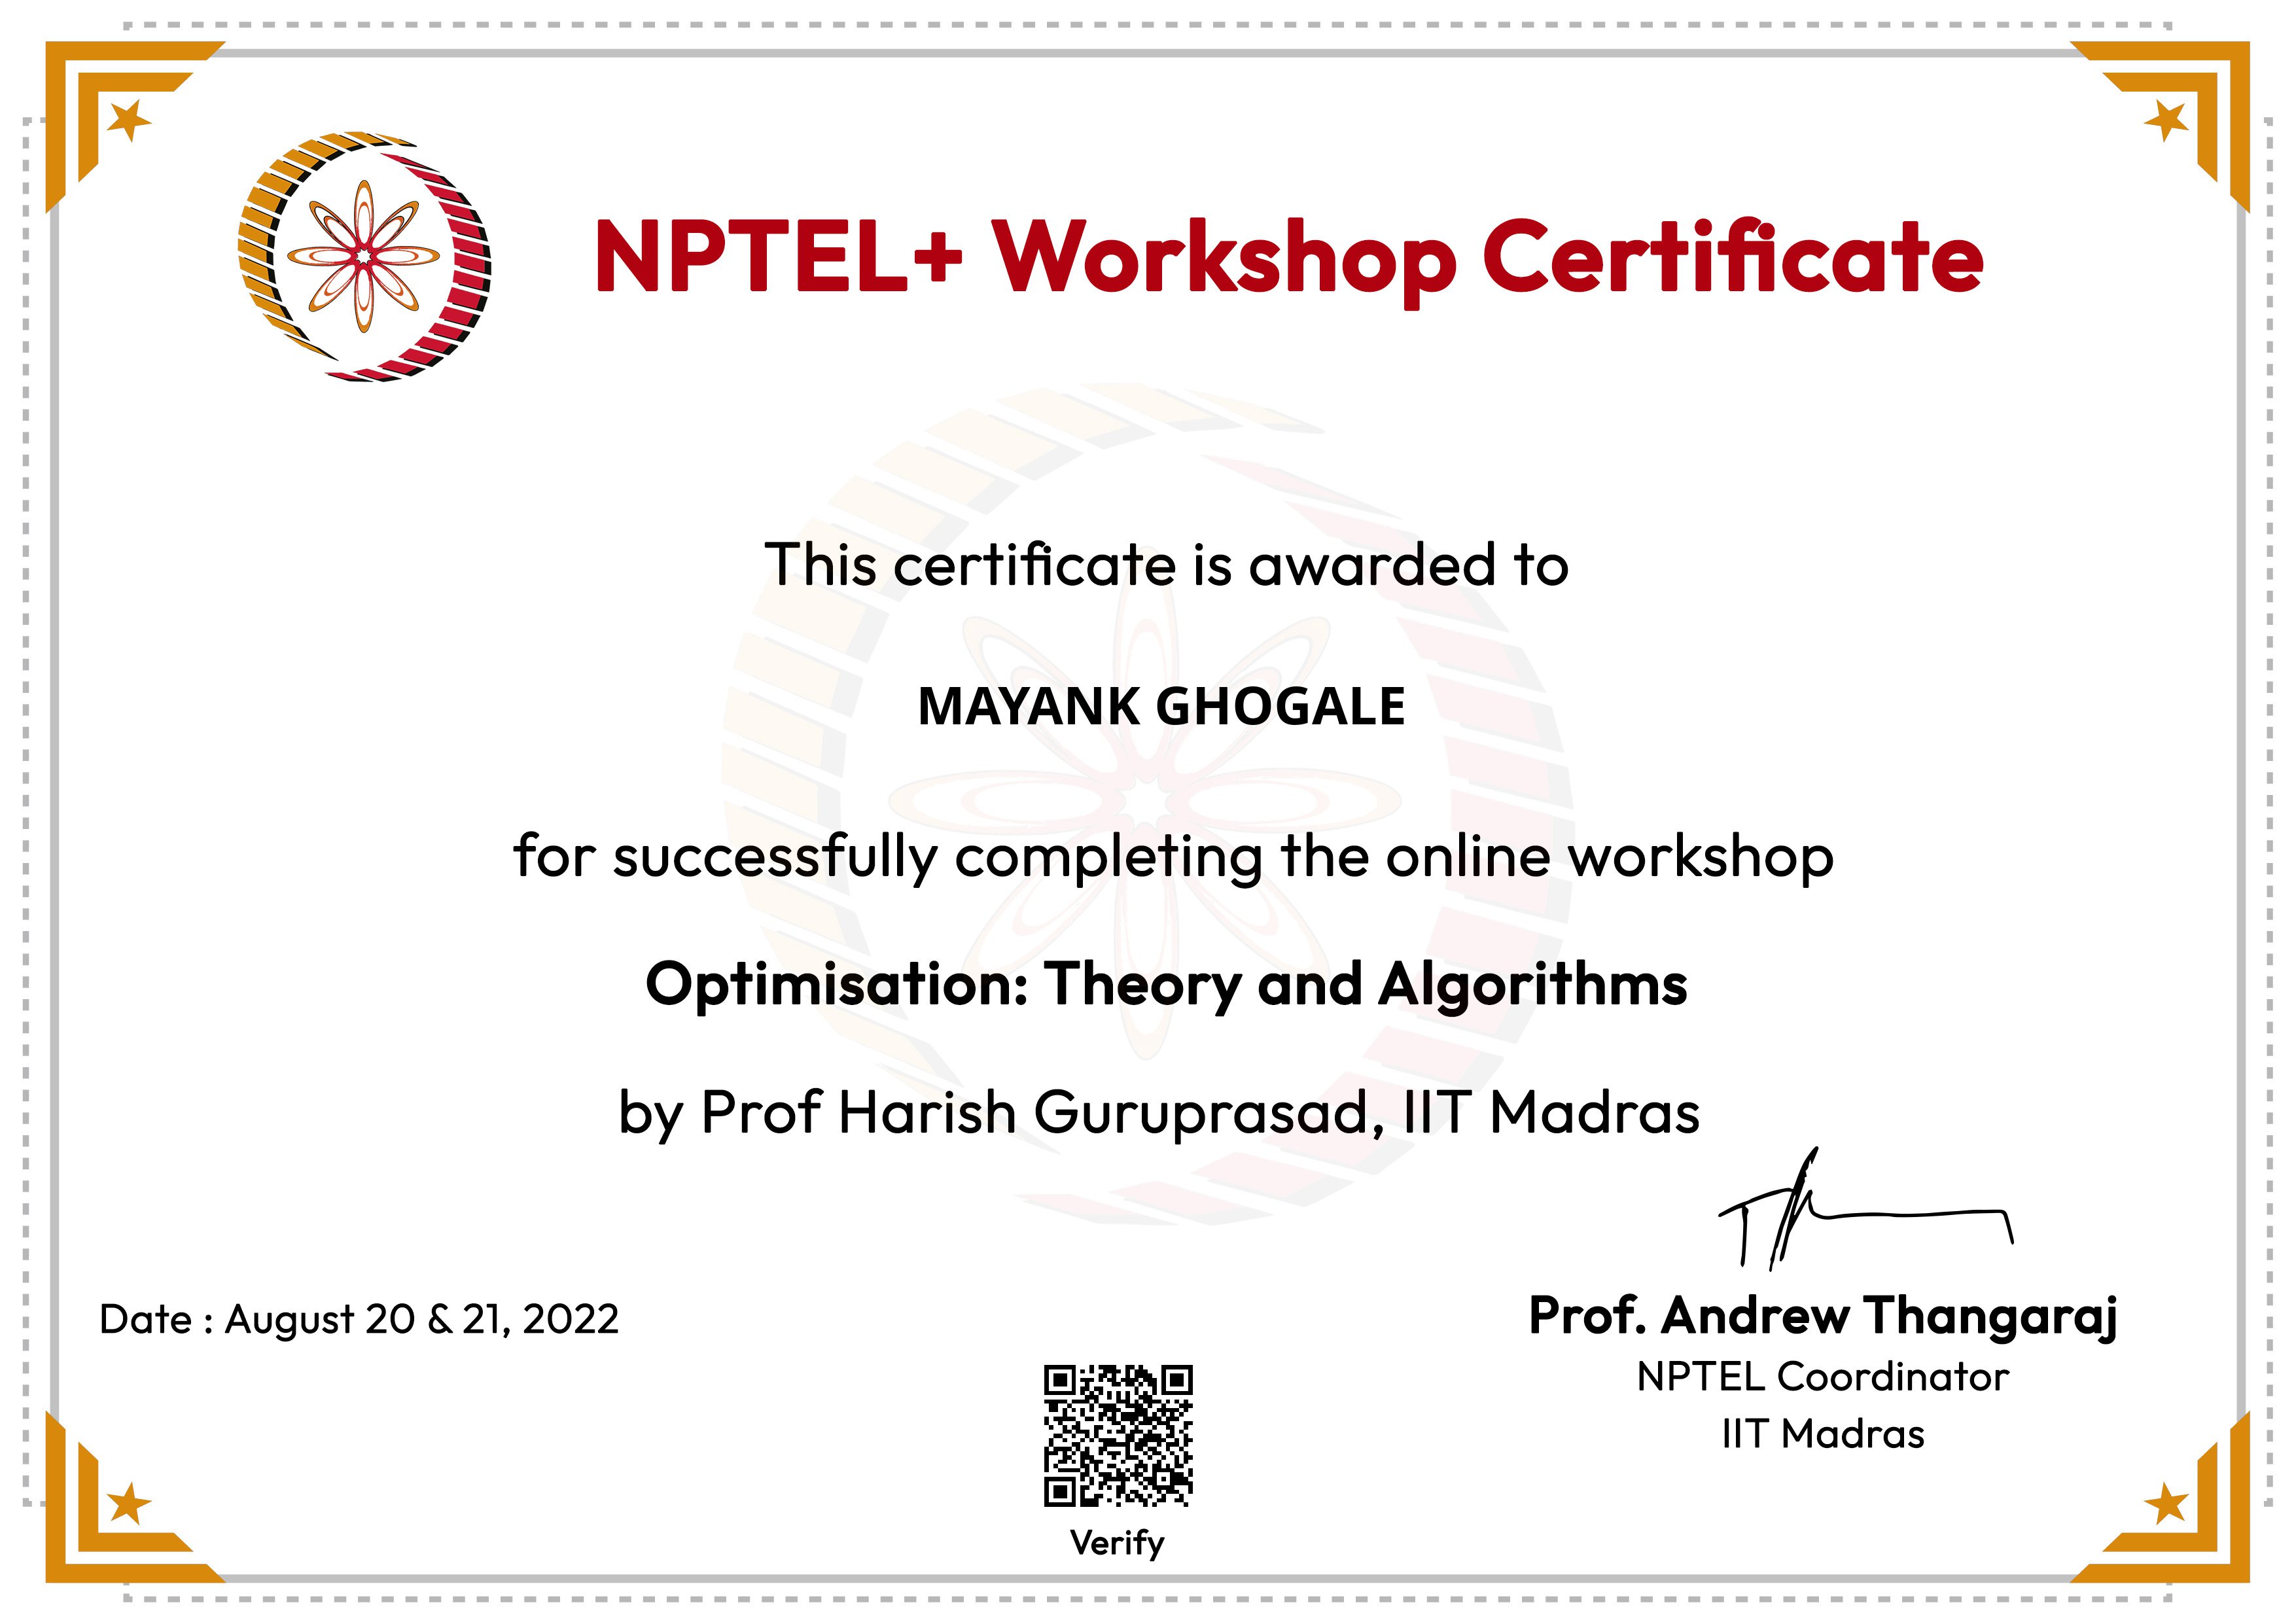 NPTEL+ Workshop Certificate
This certificate is awarded to
MAYANK GHOGALE
for successfully completing the online workshop
Optimisation: Theory and Algorithms
by Prof Harish Guruprasad, IIT Madras
Date : August 20 & 21, 2022
Prof. Andrew Thangaraj
NPTEL Coordinator
IIT Madras
Verify